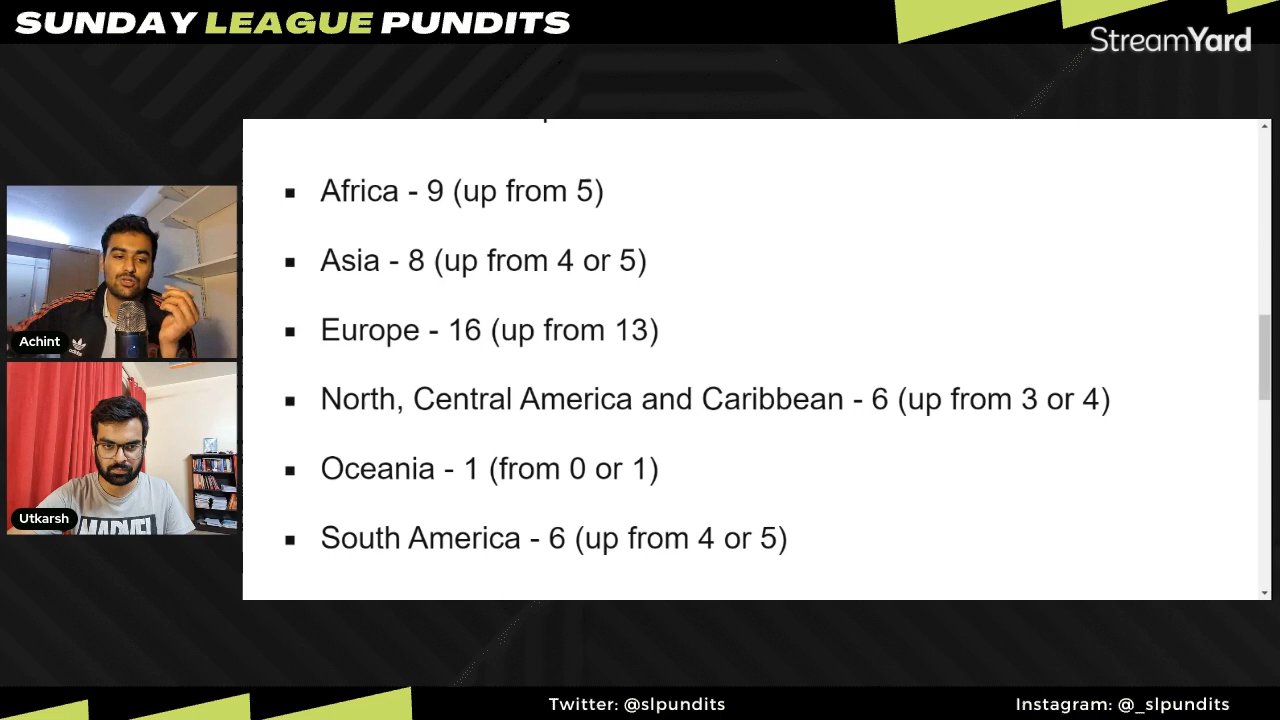 SUNDAY LEAGUE PUNDITS
StreamYard
▪ Africa - 9 (up from 5)
▪ Asia - 8 (up from 4 or 5)
▪ Europe - 16 (up from 13)
▪ North, Central America and Caribbean - 6 (up from 3 or 4)
▪ Oceania - 1 (from 0 or 1)
▪ South America - 6 (up from 4 or 5)
Achint
adidas
Utkarsh
MARVEL
Twitter: @slpundits
Instagram: @_slpundits